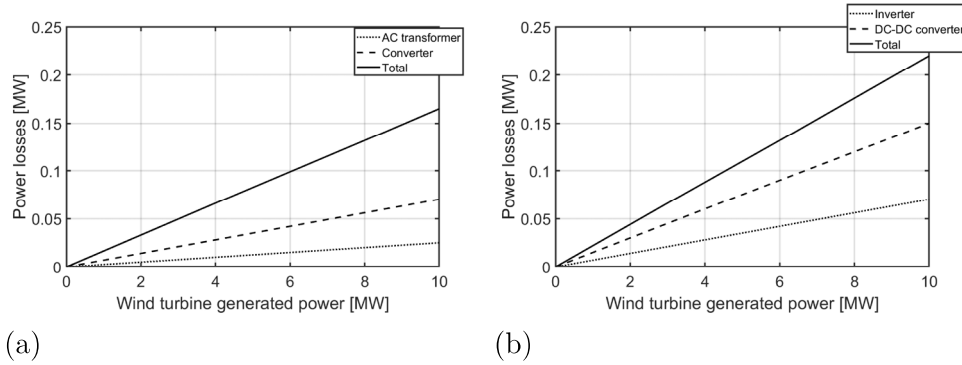 0.25
0.2
0.15
0.1
0.05
0
0 2 4 6 8 10
Power losses [MW]
Wind turbine generated power [MW]
AC transformer
Converter
Total
(a)
0.25
0.2
0.15
0.1
0.05
0
0 2 4 6 8 10
Power losses [MW]
Wind turbine generated power [MW]
Inverter
DC-DC converter
Total
(b)